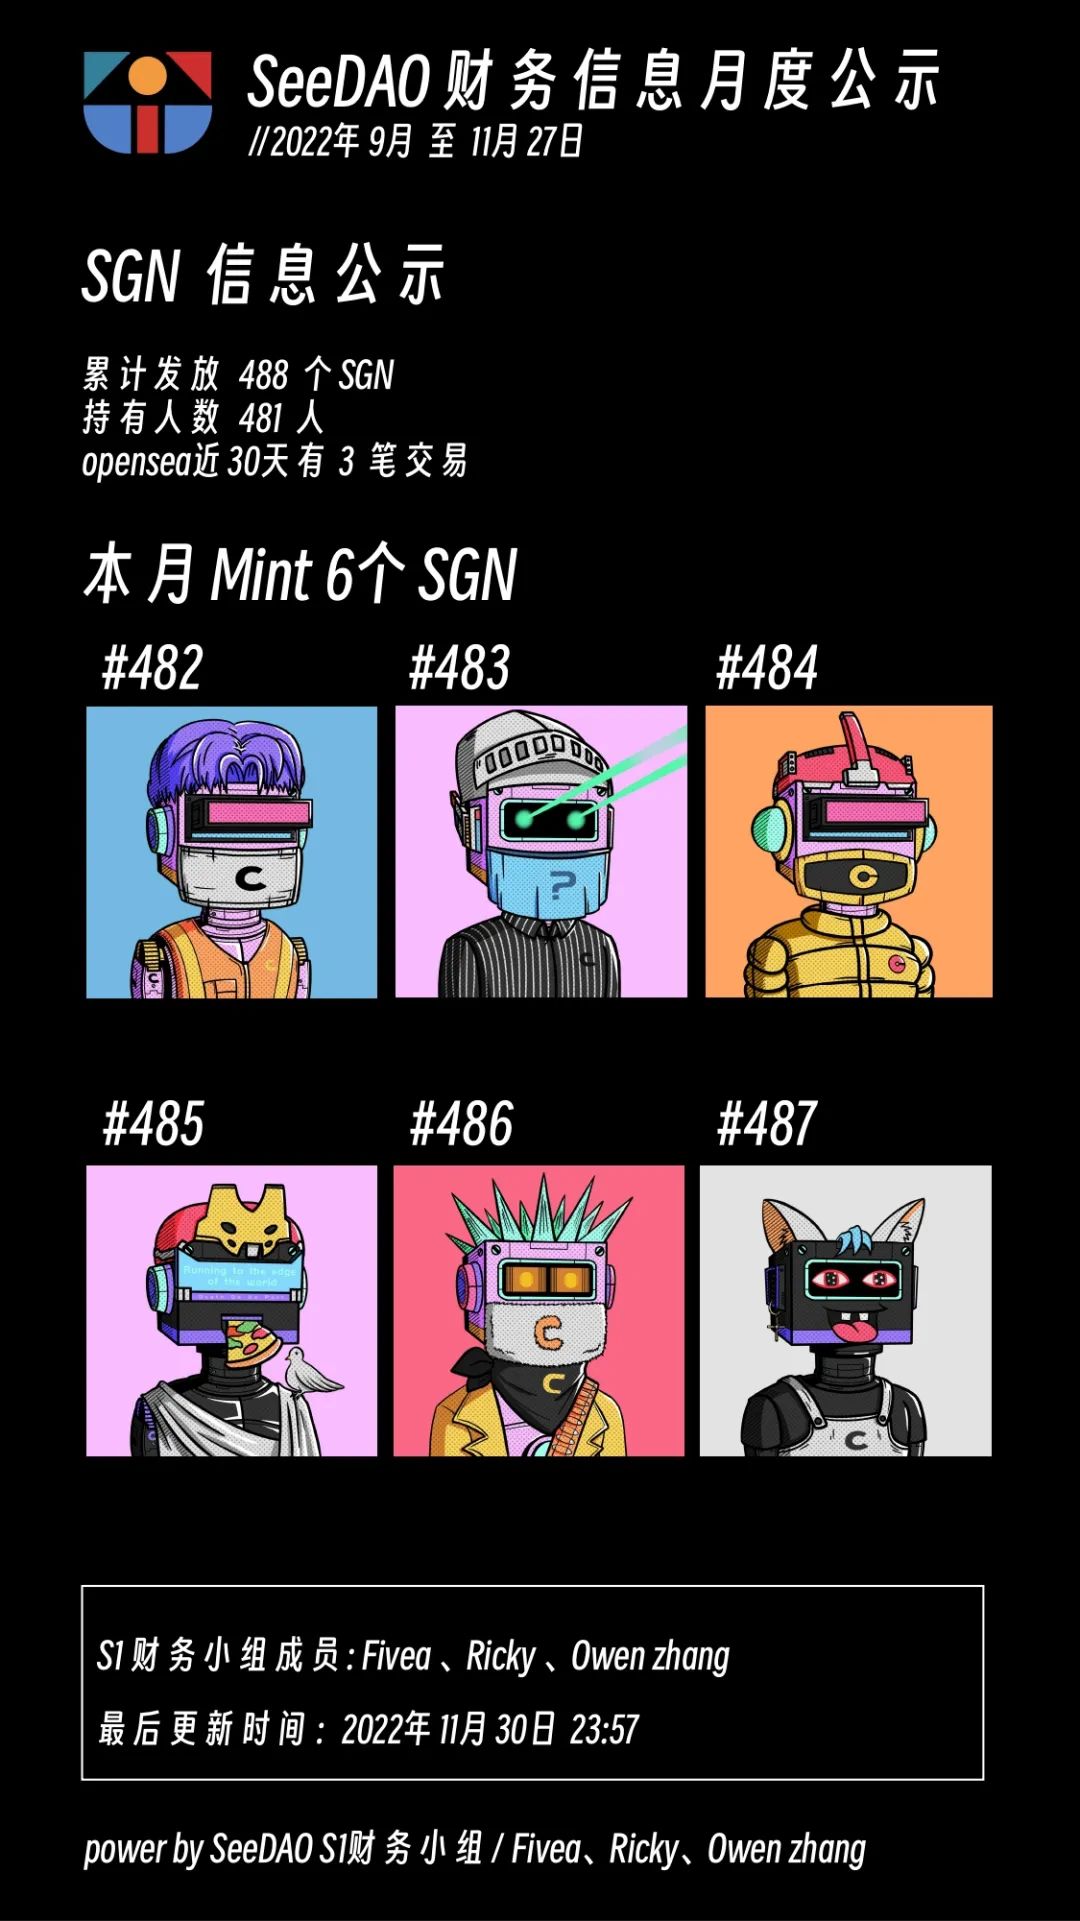 SeeDAO 财务信息月度公示
//2022年 9月 至 11月 27日
SGN 信息公示
累计发放 488 个 SGN
持有人数 481 人
opensea近 30天有 3 笔交易
本月 Mint 6个 SGN
#482 #483 #484
C ? C C
C C C
#485 #486 #487
Running to the edge
of the world
C C C
S1 财务小组成员: Fivea 、Ricky 、Owen zhang
最后更新时间: 2022年 11月 30日 23:57
power by SeeDAO S1财务小组 / Fivea、Ricky、Owen zhang